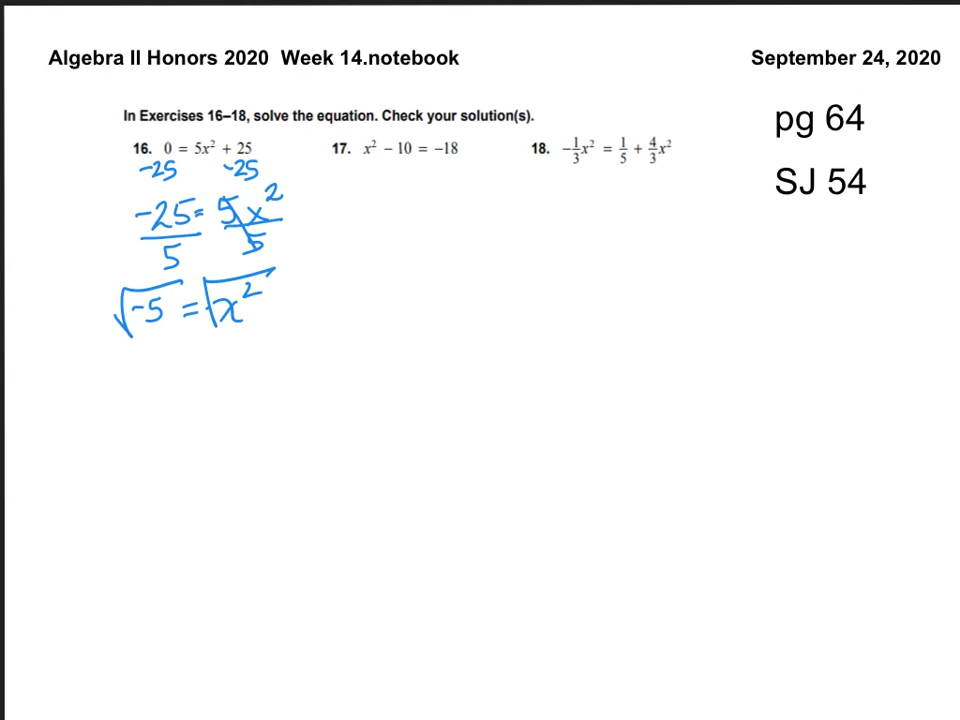 Algebra II Honors 2020 Week 14.notebook
September 24, 2020
In Exercises 16–18, solve the equation. Check your solution(s).
pg 64
16. 0 = 5x² + 25
17. x² − 10 = −18
18. −1/3x² = 1/5 + 4/3x²
-25 -25
SJ 54
-25 = 5x²
5 5
√-5 = √x²